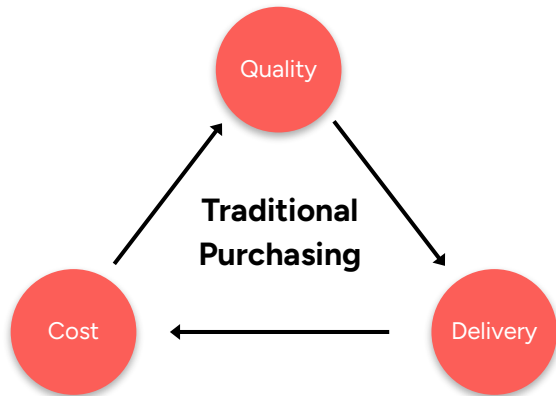 Quality
Traditional
Purchasing
Cost
Delivery